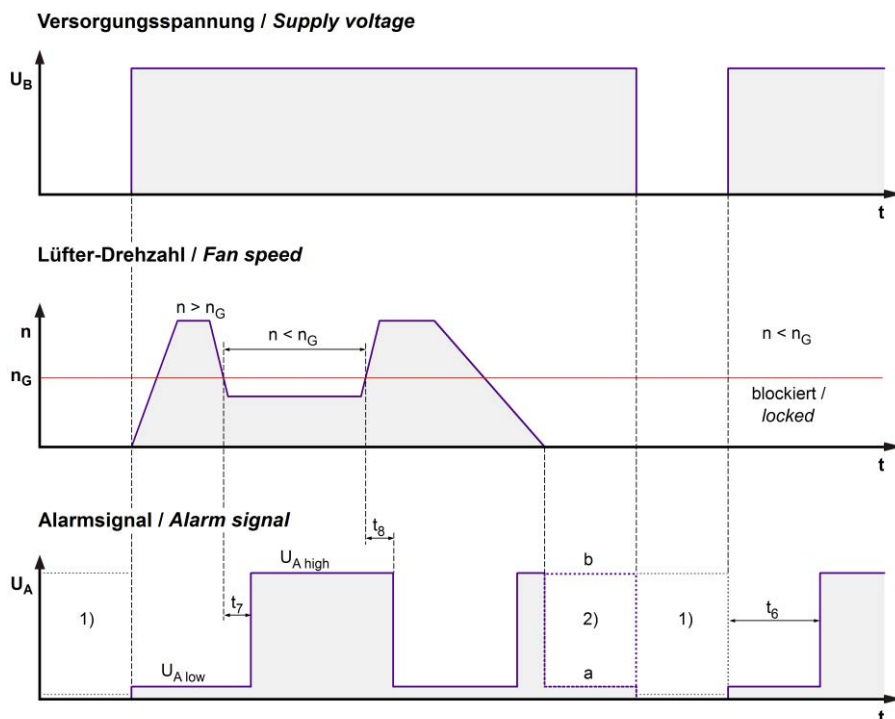 Versorgungsspannung / Supply voltage
U_B
t
Lüfter-Drehzahl / Fan speed
n > n_G
n
n < n_G
n < n_G
n_G
blockiert /
locked
t
Alarmsignal / Alarm signal
t_8
U_A
U_A high
b
t_7
1)
2)
1)
t_6
U_A low
a
t